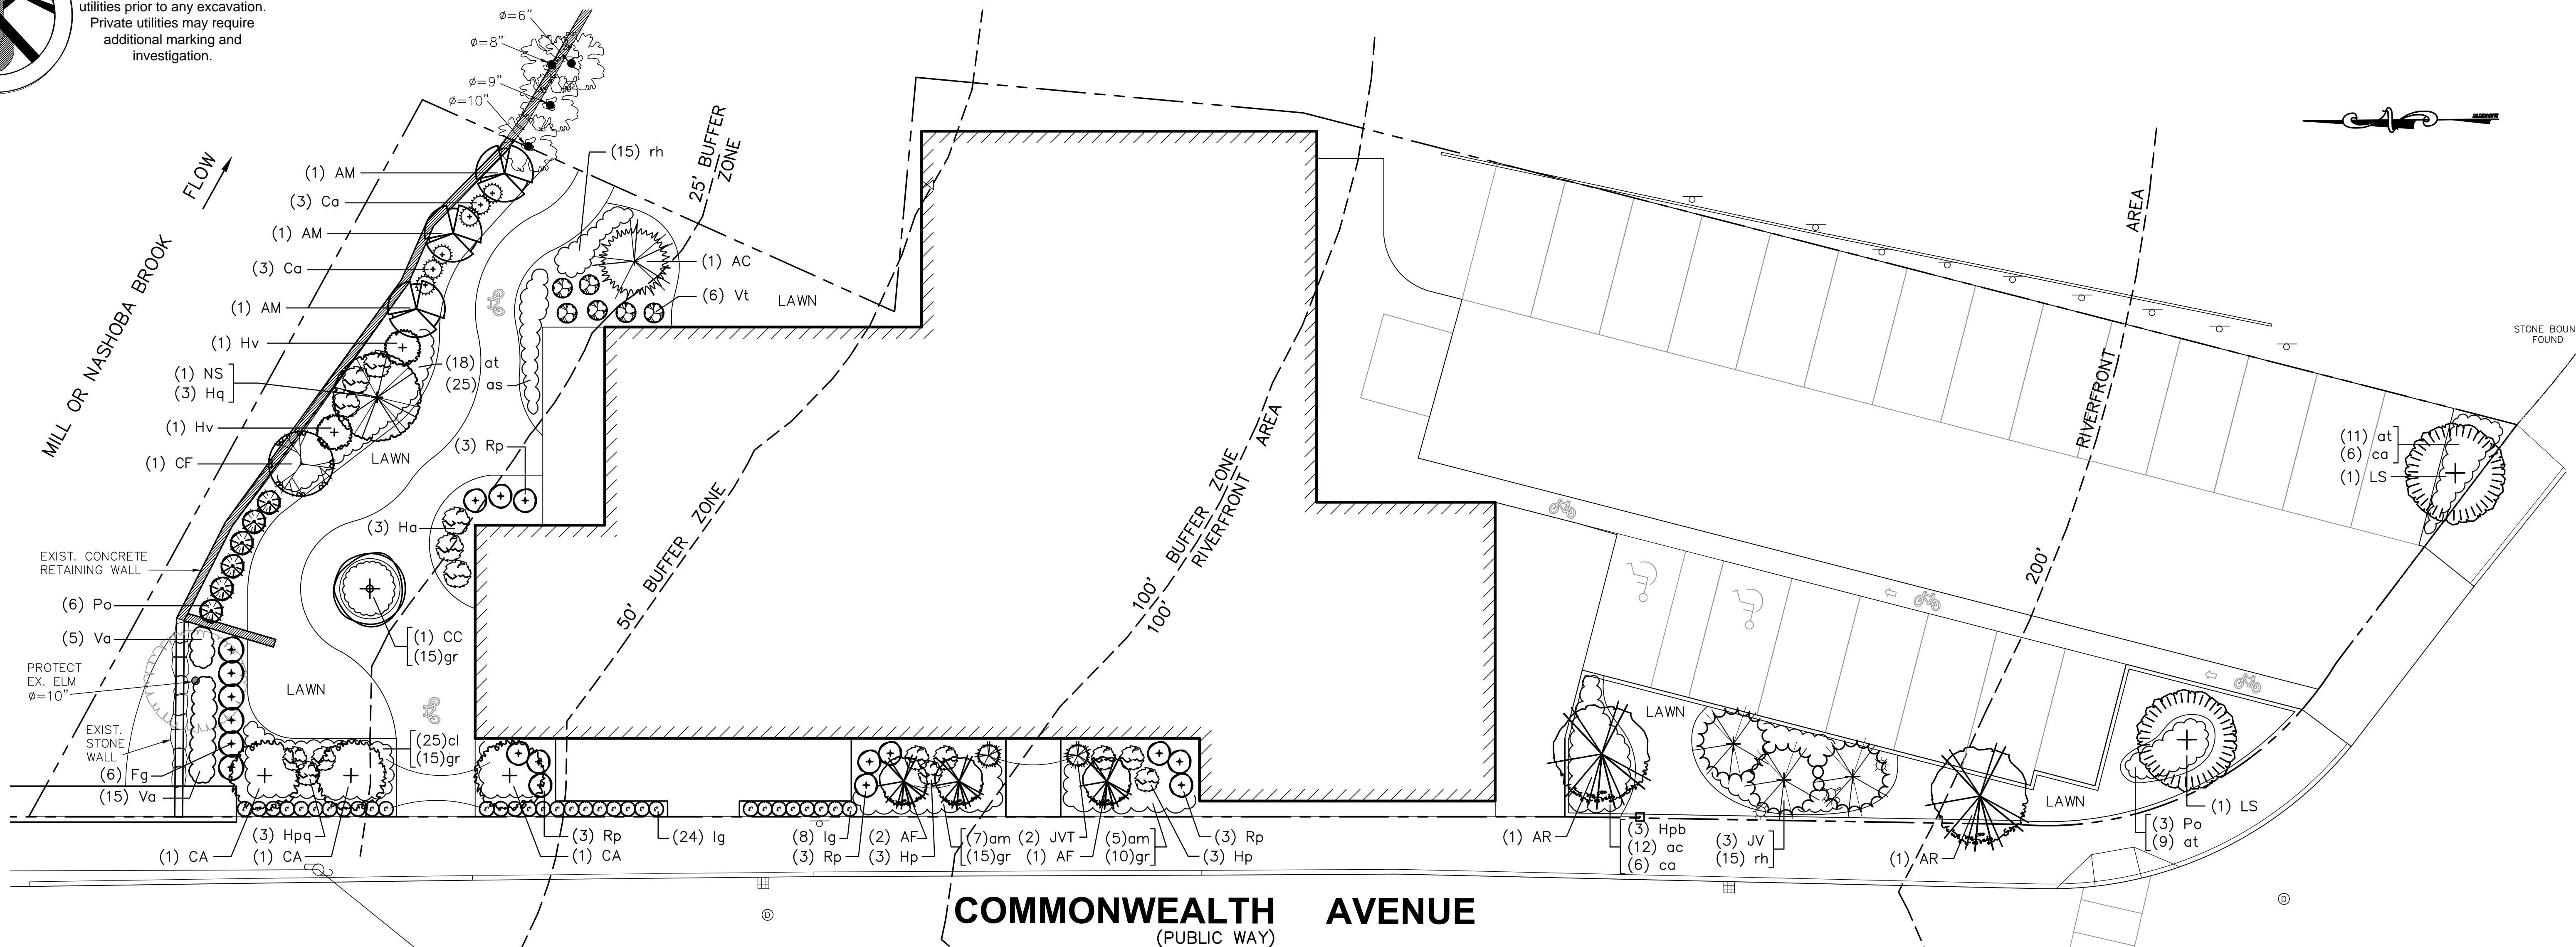 utilities prior to any excavation.
Private utilities may require
additional marking and
investigation.
ø=6"
ø=8"
ø=9"
ø=10"
FLOW
MILL OR NASHOBA BROOK
(1) AM
(3) Ca
(1) AM
(3) Ca
(1) AM
(1) Hv
(1) NS
(3) Hq
(1) Hv
(1) CF
EXIST. CONCRETE
RETAINING WALL
(6) Po
(5) Va
PROTECT
EX. ELM
ø=10"
EXIST.
STONE
WALL
(6) Fg
(15) Va
(15) rh
25' BUFFER
ZONE
(1) AC
(6) Vt
LAWN
(18) at
(25) as
(3) Rp
LAWN
(3) Ha
(1) CC
(15)gr
LAWN
(25)cl
(15)gr
50' BUFFER ZONE
100' BUFFER ZONE
100' RIVERFRONT AREA
200' RIVERFRONT AREA
STONE BOUN
FOUND
(11) at
(6) ca
(1) LS
LAWN
LAWN
(1) LS
(3) Hpq
(1) CA
(1) CA
(3) Rp
(1) CA
(24) Ig
(8) Ig
(3) Rp
(2) AF
(3) Hp
(7)am
(15)gr
(2) JVT
(1) AF
(5)am
(10)gr
(3) Rp
(3) Hp
(1) AR
(3) Hpb
(12) ac
(6) ca
(3) JV
(15) rh
(1) AR
(3) Po
(9) at
D
D
COMMONWEALTH AVENUE
(PUBLIC WAY)